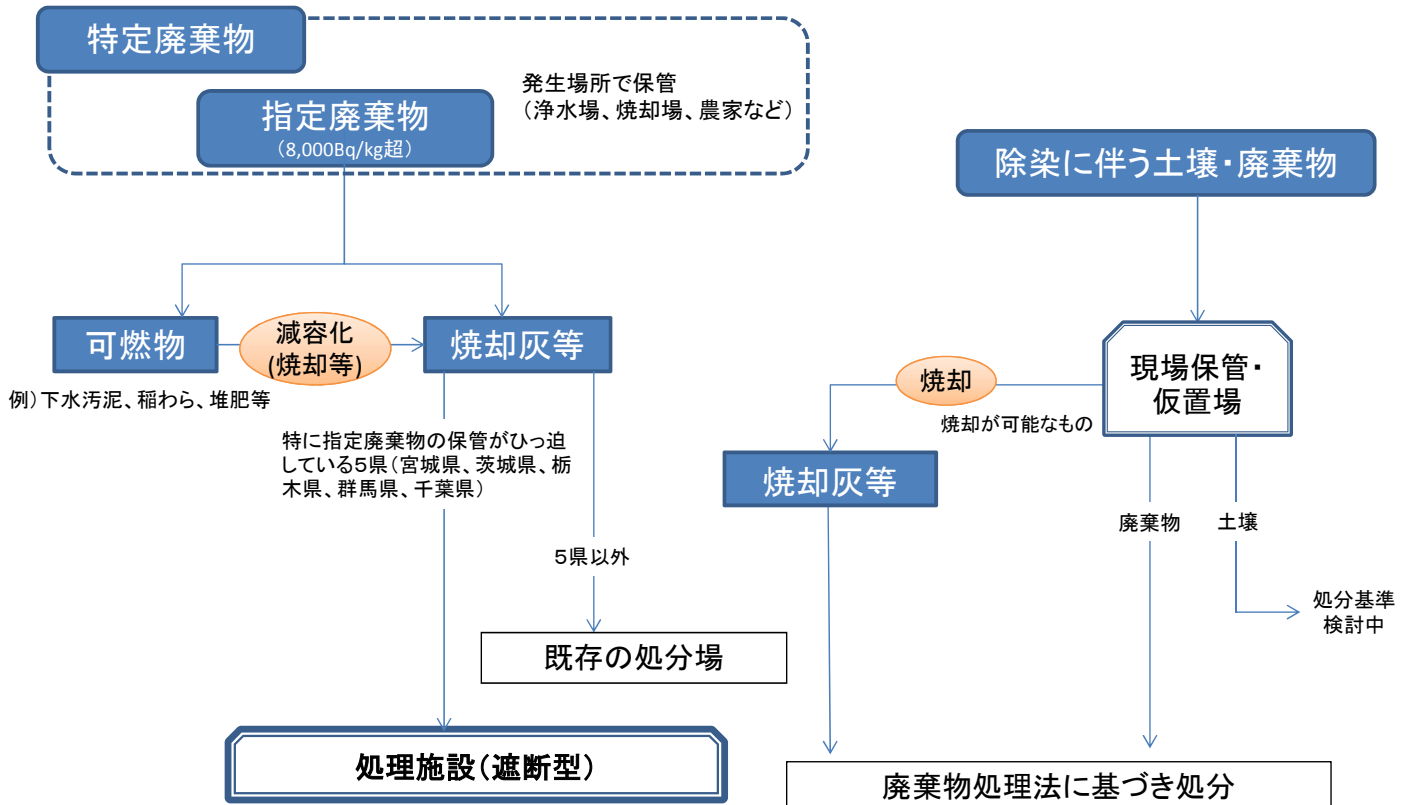 特定廃棄物
指定廃棄物
（8,000Bq/kg超）
発生場所で保管
（浄水場、焼却場、農家など）
除染に伴う土壌・廃棄物
可燃物
減容化
(焼却等)
焼却灰等
例）下水汚泥、稲わら、堆肥等
現場保管・
仮置場
焼却
焼却が可能なもの
特に指定廃棄物の保管がひっ迫
している5県（宮城県、茨城県、栃
木県、群馬県、千葉県）
焼却灰等
廃棄物
土壌
５県以外
処分基準
検討中
既存の処分場
処理施設（遮断型）
廃棄物処理法に基づき処分